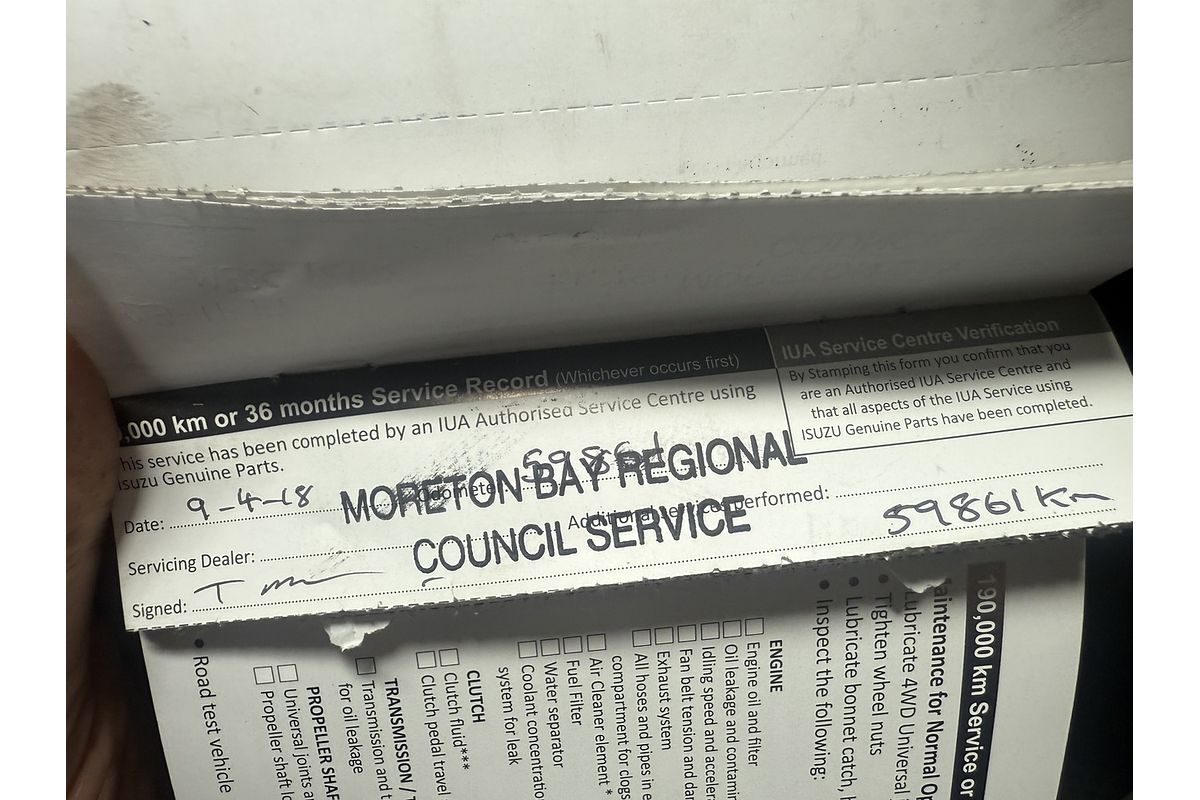 ,000 km or 36 months Service Record (Whichever occurs first)
his service has been completed by an IUA Authorised Service Centre using
Isuzu Genuine Parts.
IUA Service Centre Verification
By Stamping this form you confirm that you
are an Authorised IUA Service Centre and
that all aspects of the IUA Service using
ISUZU Genuine Parts have been completed.
Date: 9-4-18
Odometer 59861
MORETON BAY REGIONAL
COUNCIL SERVICE
Servicing Dealer:
Additional services performed:
59861 Km
Signed: T
190,000 km Service or
aintenance for Normal Op
Lubricate 4WD Universal
• Tighten wheel nuts
• Lubricate bonnet catch, h
• Inspect the following:
ENGINE
Engine oil and filter
Oil leakage and contamin
Idling speed and accelera
Fan belt tension and dar
Exhaust system
All hoses and pipes in e
compartment for clogs
Air Cleaner element *
Fuel Filter
Water separator
Coolant concentratio
system for leak
CLUTCH
Clutch fluid***
Clutch pedal travel
TRANSMISSION / T
Transmission and t
for oil leakage
PROPELLER SHAF
Universal joints a
Propeller shaft lo
• Road test vehicle